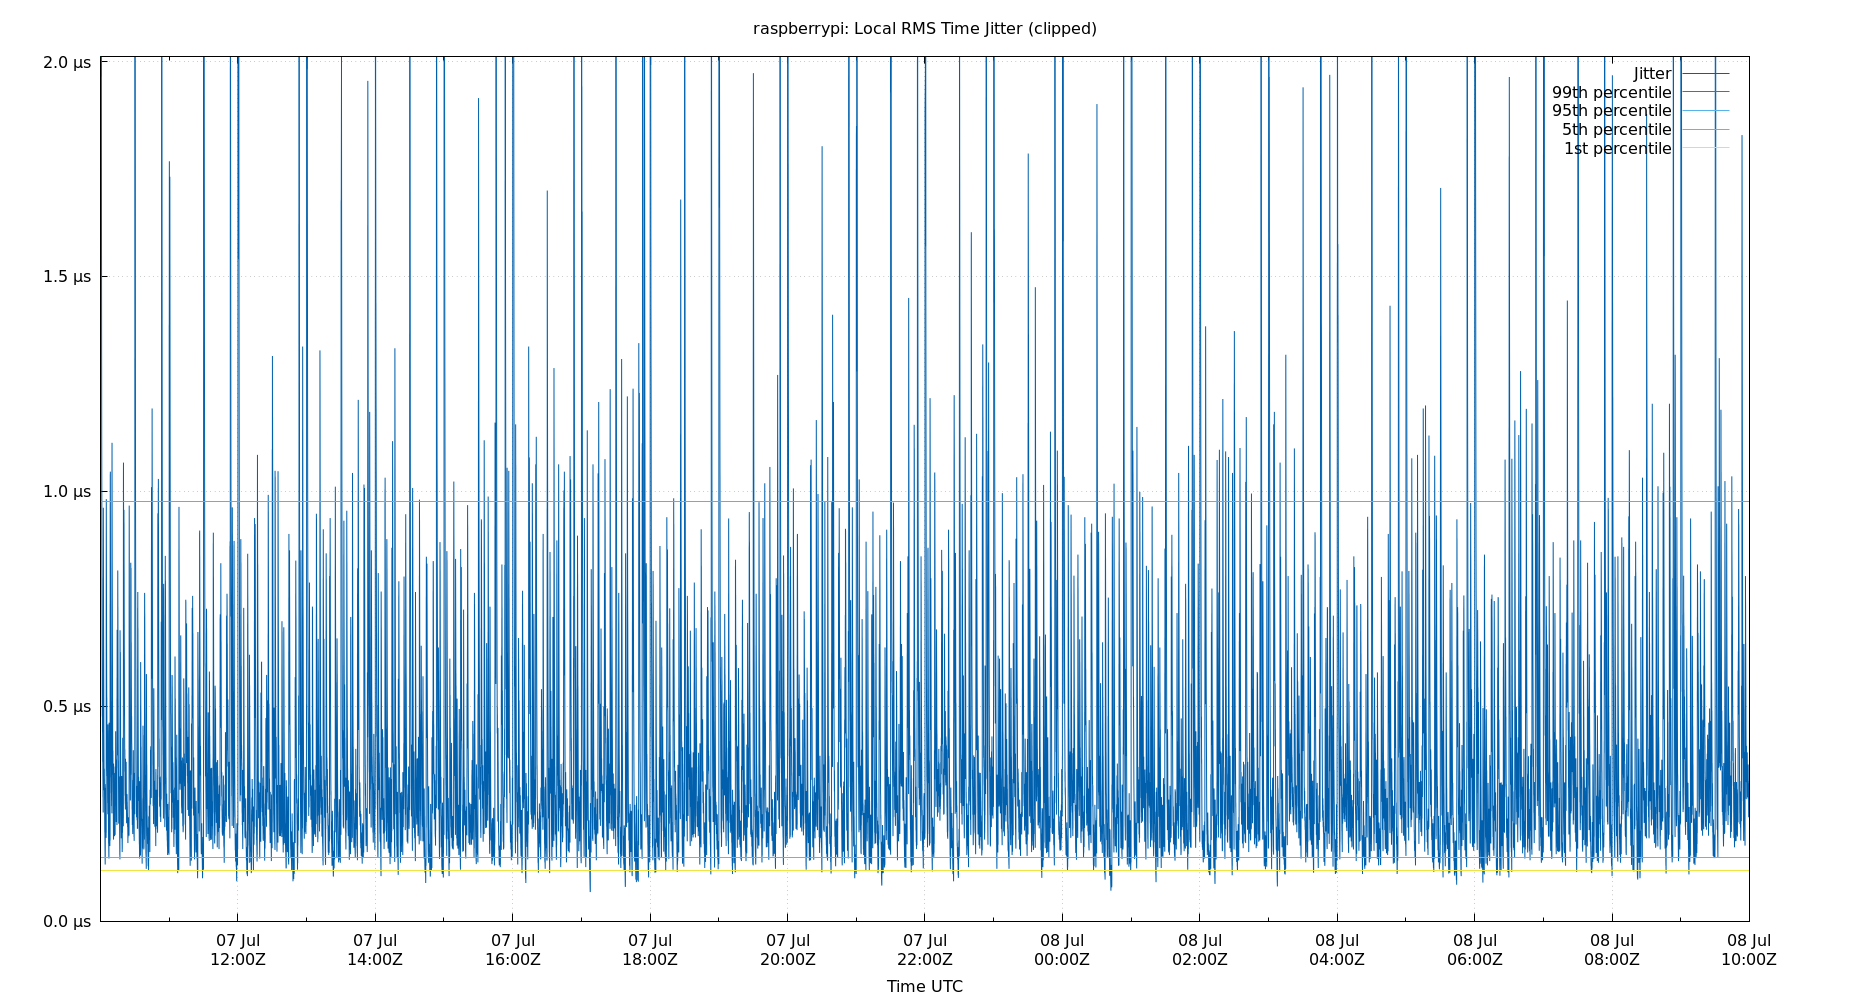 raspberrypi: Local RMS Time Jitter (clipped)
2.0 µs
1.5 µs
1.0 µs
0.5 µs
0.0 µs
Jitter
99th percentile
95th percentile
5th percentile
1st percentile
07 Jul 07 Jul 07 Jul 07 Jul 07 Jul 07 Jul 08 Jul 08 Jul 08 Jul 08 Jul 08 Jul 08 Jul
12:00Z 14:00Z 16:00Z 18:00Z 20:00Z 22:00Z 00:00Z 02:00Z 04:00Z 06:00Z 08:00Z 10:00Z
Time UTC